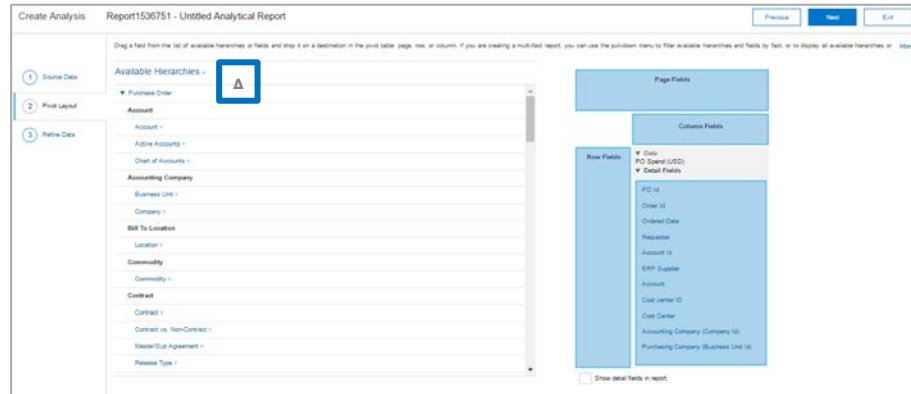 Create Analysis
Report1536751 - Untitled Analytical Report
Previous
Next
Exit
Drag a field from the list of available hierarchies or fields and drop it on a destination in the pivot table: page, row, or column. If you are creating a multi-fact report, you can use the pull-down menu to filter available hierarchies and fields by fact, or to display all available hierarchies or
1 Source Data
2 Pivot Layout
3 Refine Data
Available Hierarchies
A
▼ Purchase Order
Account
Account
Active Accounts
Chart of Accounts
Accounting Company
Business Unit
Company
Bill To Location
Location
Commodity
Commodity
Contract
Contract
Contract vs. Non-Contract
Master/Sub Agreement
Release Type
Page Fields
Column Fields
Row Fields
▼ Data
PO Spend (USD)
▼ Detail Fields
PO Id
Order Id
Ordered Date
Requester
Account Id
ERP Supplier
Account
Cost center ID
Cost Center
Accounting Company (Company Id)
Purchasing Company (Business Unit Id)
Show detail fields in report